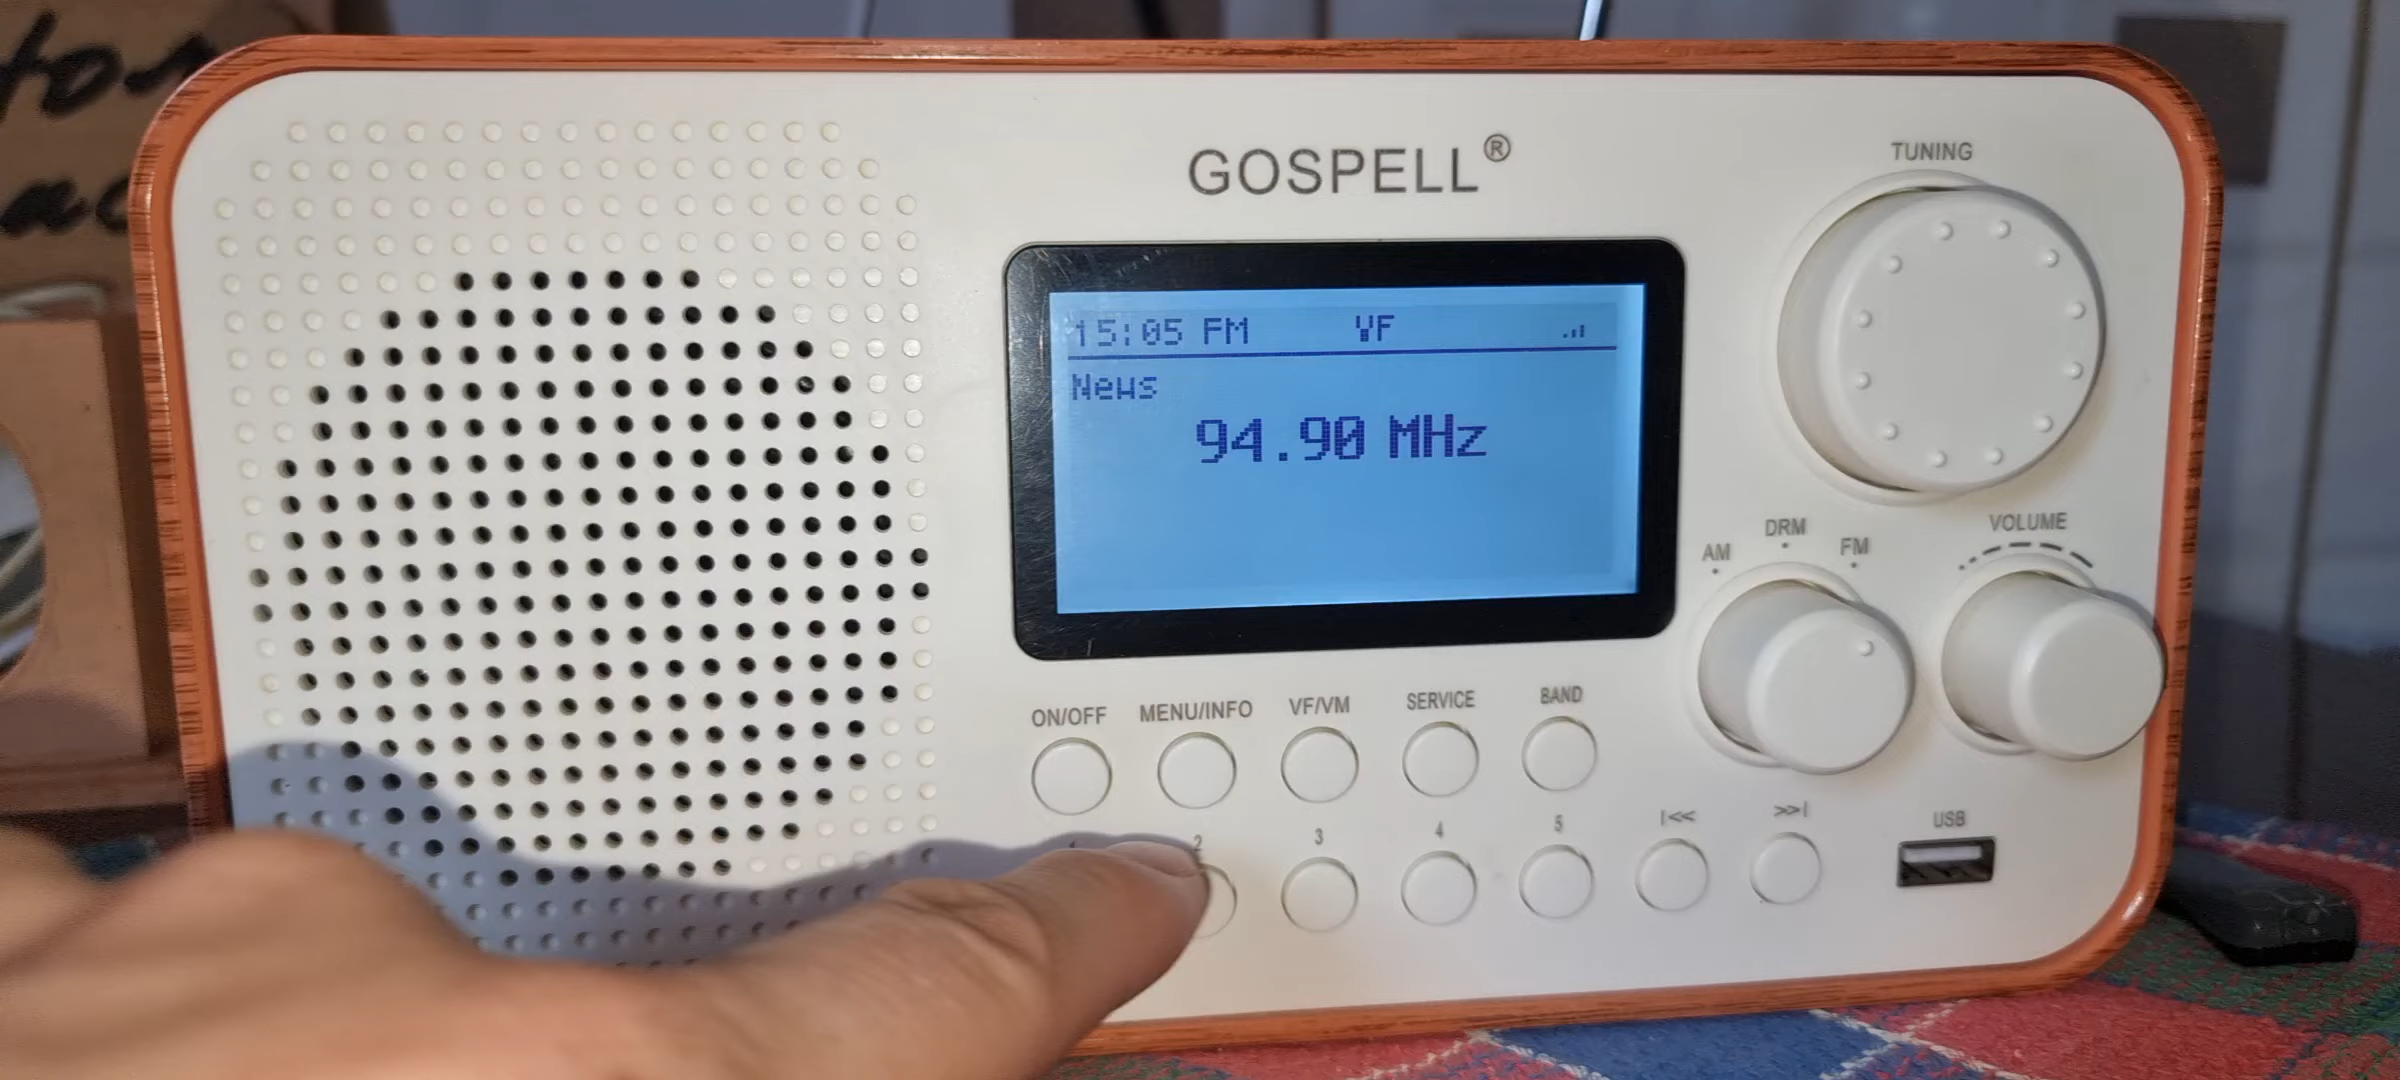 GOSPELL®
TUNING
15:05 FM VF
News
94.90 MHz
AM DRM FM
VOLUME
ON/OFF MENU/INFO VF/VM SERVICE BAND
2 3 4 5 I<< >>I
USB